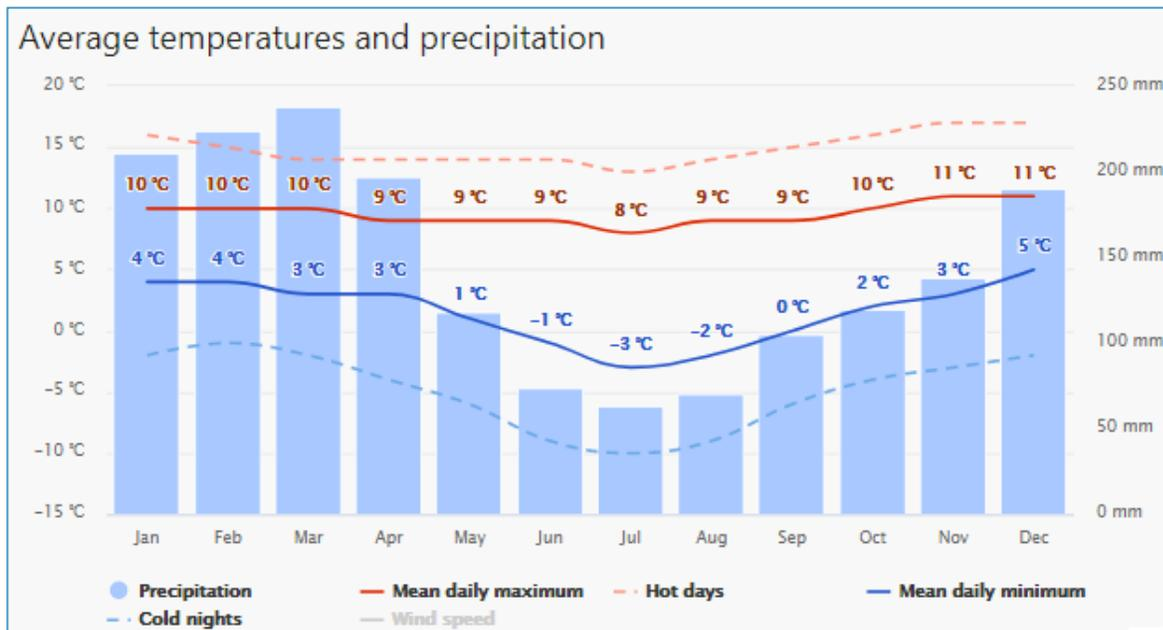 Average temperatures and precipitation
20 °C 250 mm
15 °C 200 mm
10 °C 10 °C 10 °C 9 °C 9 °C 9 °C 8 °C 9 °C 9 °C 10 °C 11 °C 11 °C
10 °C 150 mm
4 °C 4 °C 3 °C 3 °C 1 °C −1 °C −3 °C −2 °C 0 °C 2 °C 3 °C 5 °C
5 °C
0 °C 100 mm
−5 °C 50 mm
−10 °C
−15 °C 0 mm
Jan Feb Mar Apr May Jun Jul Aug Sep Oct Nov Dec
Precipitation Mean daily maximum Hot days Mean daily minimum
Cold nights Wind speed